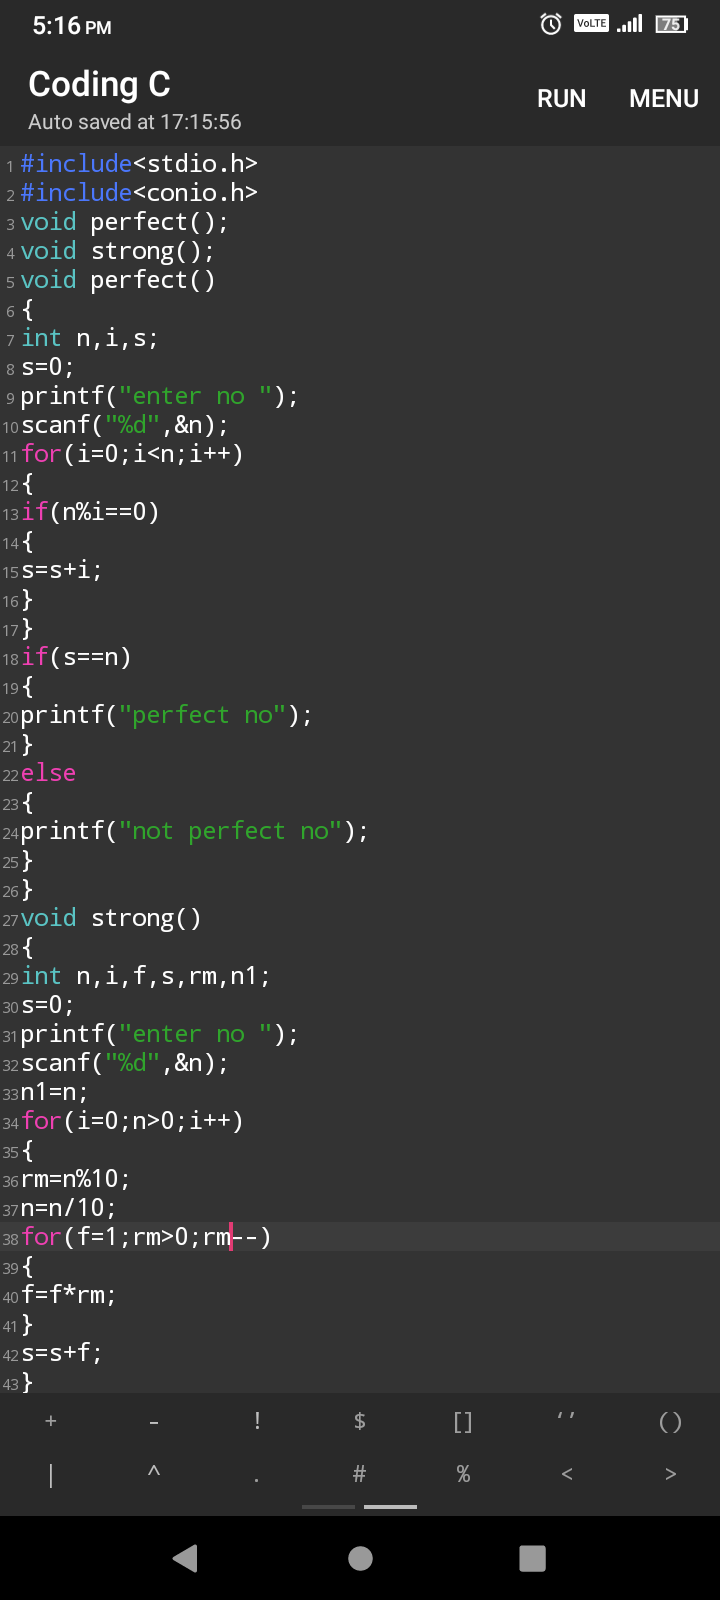 5:16 PM
VoLTE
75
Coding C
Auto saved at 17:15:56
RUN
MENU
1 #include<stdio.h>
2 #include<conio.h>
3 void perfect();
4 void strong();
5 void perfect()
6 {
7 int n,i,s;
8 s=0;
9 printf("enter no ");
10 scanf("%d",&n);
11 for(i=0;i<n;i++)
12 {
13 if(n%i==0)
14 {
15 s=s+i;
16 }
17 }
18 if(s==n)
19 {
20 printf("perfect no");
21 }
22 else
23 {
24 printf("not perfect no");
25 }
26 }
27 void strong()
28 {
29 int n,i,f,s,rm,n1;
30 s=0;
31 printf("enter no ");
32 scanf("%d",&n);
33 n1=n;
34 for(i=0;n>0;i++)
35 {
36 rm=n%10;
37 n=n/10;
38 for(f=1;rm>0;rm--)
39 {
40 f=f*rm;
41 }
42 s=s+f;
43 }
+ - ! $ [] ‘’ ()
| ^ . # % < >